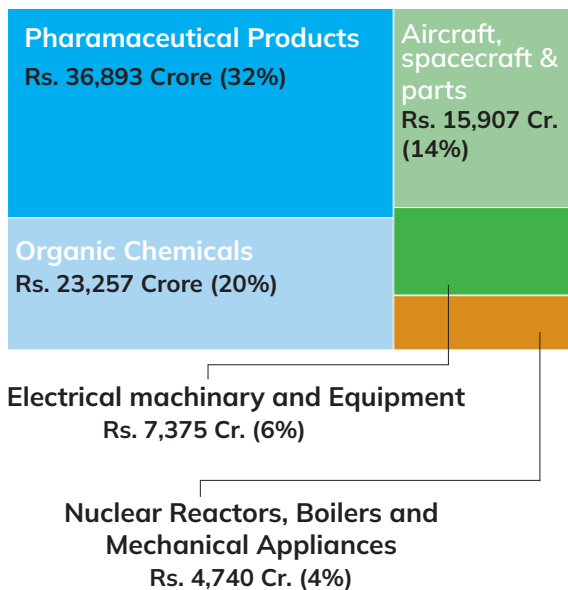 Pharamaceutical Products
Rs. 36,893 Crore (32%)
Aircraft,
spacecraft &
parts
Rs. 15,907 Cr.
(14%)
Organic Chemicals
Rs. 23,257 Crore (20%)
Electrical machinary and Equipment
Rs. 7,375 Cr. (6%)
Nuclear Reactors, Boilers and
Mechanical Appliances
Rs. 4,740 Cr. (4%)